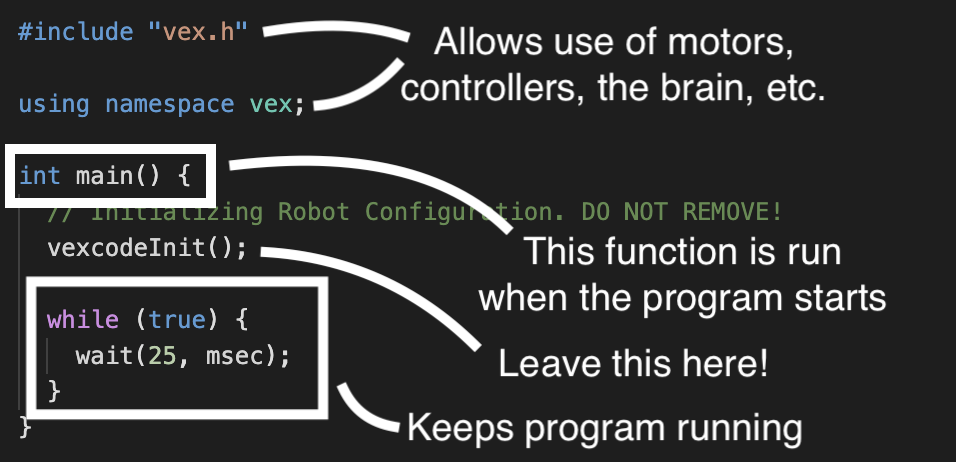 #include "vex.h"
Allows use of motors,
controllers, the brain, etc.
using namespace vex;
int main() {
// Initializing Robot Configuration. DO NOT REMOVE!
vexcodeInit();
This function is run
when the program starts
while (true) {
wait(25, msec);
}
Leave this here!
}
Keeps program running